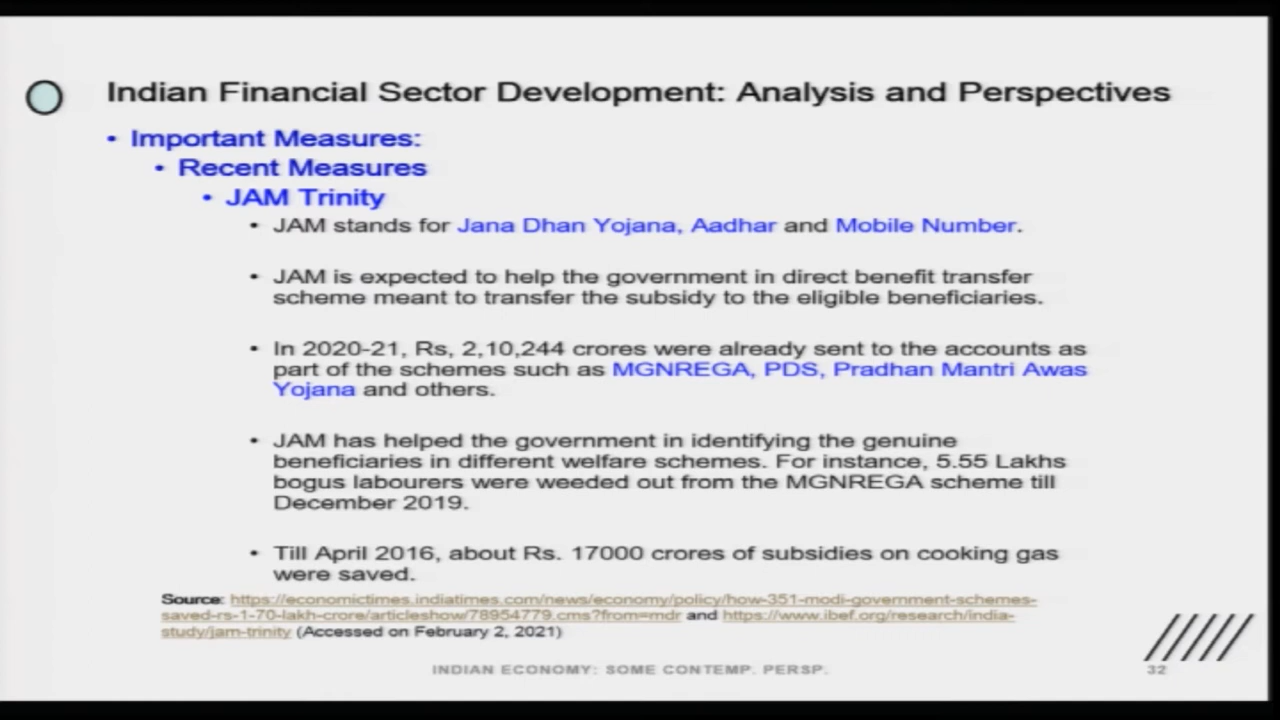 Indian Financial Sector Development: Analysis and Perspectives
• Important Measures:
• Recent Measures
• JAM Trinity
• JAM stands for Jana Dhan Yojana, Aadhar and Mobile Number.
• JAM is expected to help the government in direct benefit transfer
scheme meant to transfer the subsidy to the eligible beneficiaries.
• In 2020-21, Rs, 2,10,244 crores were already sent to the accounts as
part of the schemes such as MGNREGA, PDS, Pradhan Mantri Awas
Yojana and others.
• JAM has helped the government in identifying the genuine
beneficiaries in different welfare schemes. For instance, 5.55 Lakhs
bogus labourers were weeded out from the MGNREGA scheme till
December 2019.
• Till April 2016, about Rs. 17000 crores of subsidies on cooking gas
were saved.
Source: https://economictimes.indiatimes.com/news/economy/policy/how-351-modi-government-schemes-
saved-rs-1-70-lakh-crore/articleshow/78954779.cms?from=mdr and https://www.ibef.org/research/india-
study/jam-trinity (Accessed on February 2, 2021)
INDIAN ECONOMY: SOME CONTEMP. PERSP.
32